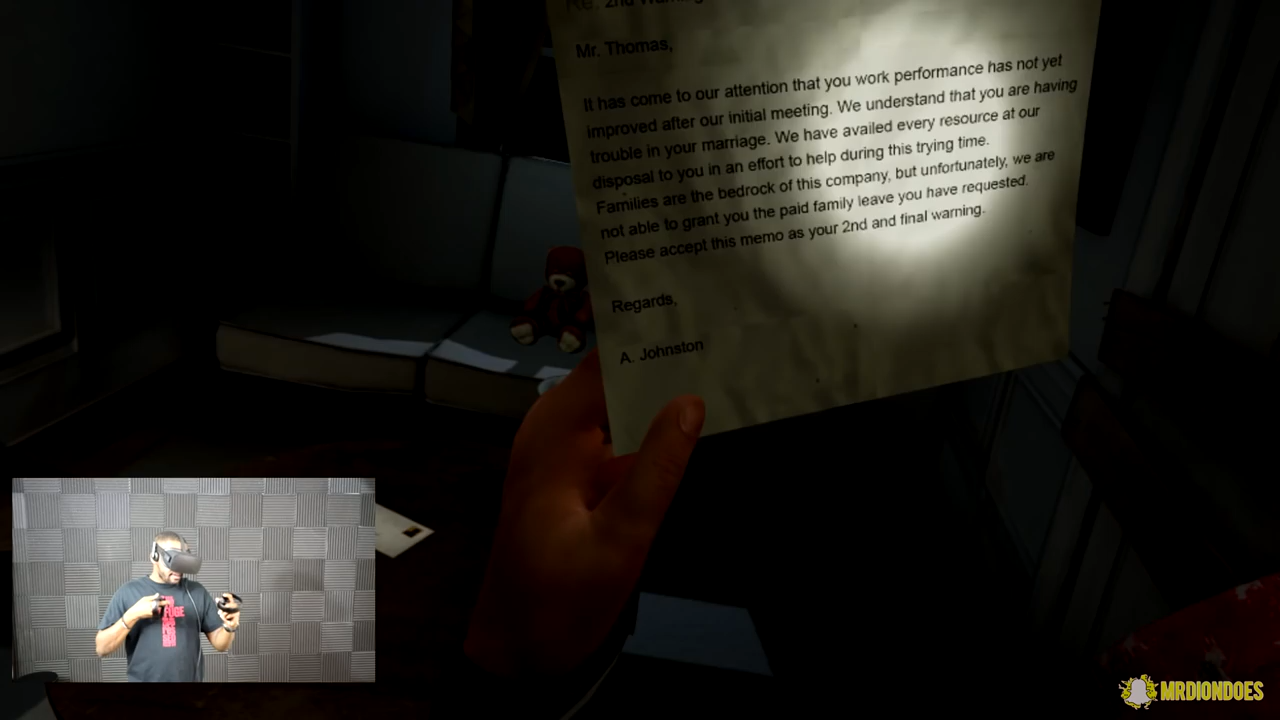 Re: 2nd Warning
Mr. Thomas,
It has come to our attention that you work performance has not yet
improved after our initial meeting. We understand that you are having
trouble in your marriage. We have availed every resource at our
disposal to you in an effort to help during this trying time.
Families are the bedrock of this company, but unfortunately, we are
not able to grant you the paid family leave you have requested.
Please accept this memo as your 2nd and final warning.
Regards,
A. Johnston
MRDIONDOES